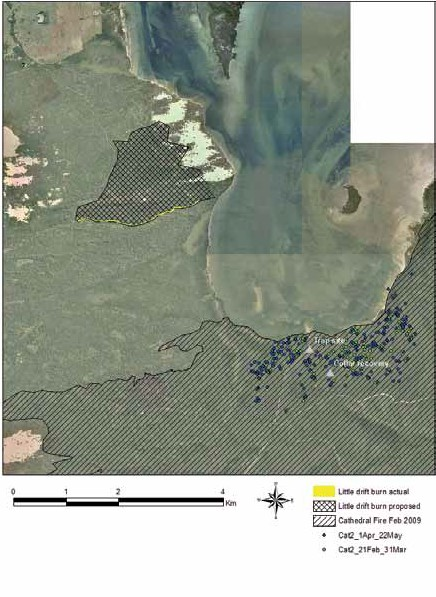 Trap site
Collar recovery
0 1 2 4
Km
N
Little drift burn actual
Little drift burn proposed
Cathedral Fire Feb 2009
Cat2_1Apr_22May
Cat2_21Feb_31Mar